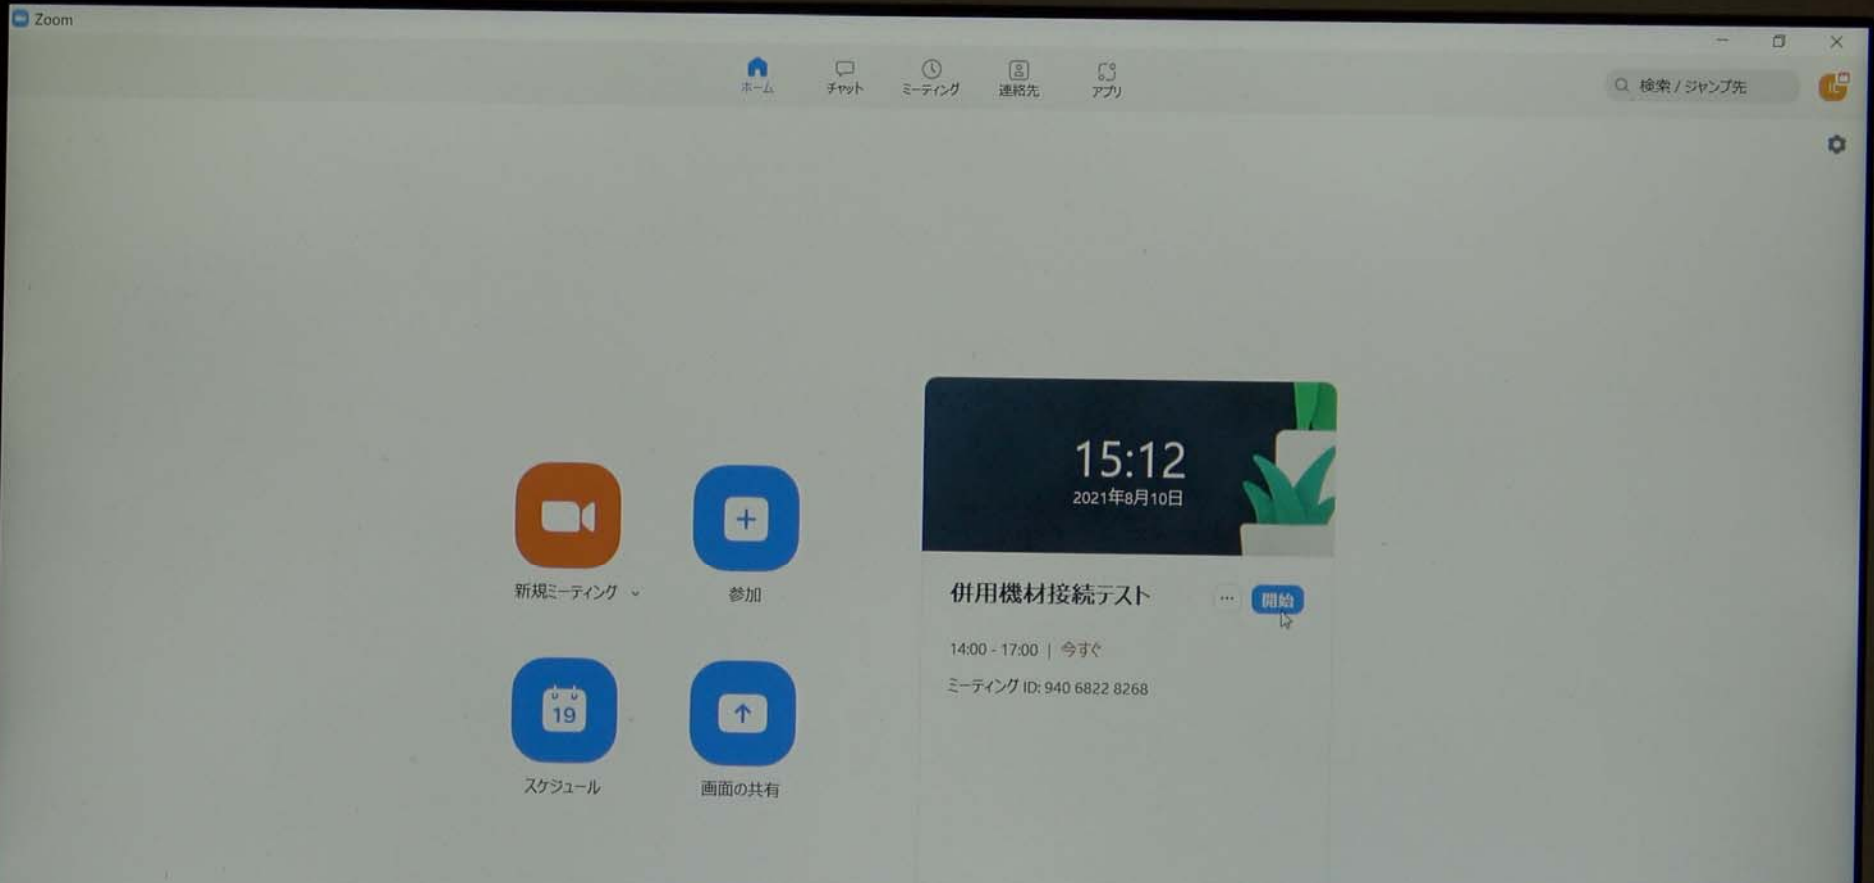 Zoom
ホーム
チャット
ミーティング
連絡先
アプリ
検索 / ジャンプ先
15:12
2021年8月10日
新規ミーティング
参加
併用機材接続テスト
... 開始
14:00 - 17:00 | 今すぐ
ミーティング ID: 940 6822 8268
19
スケジュール
画面の共有